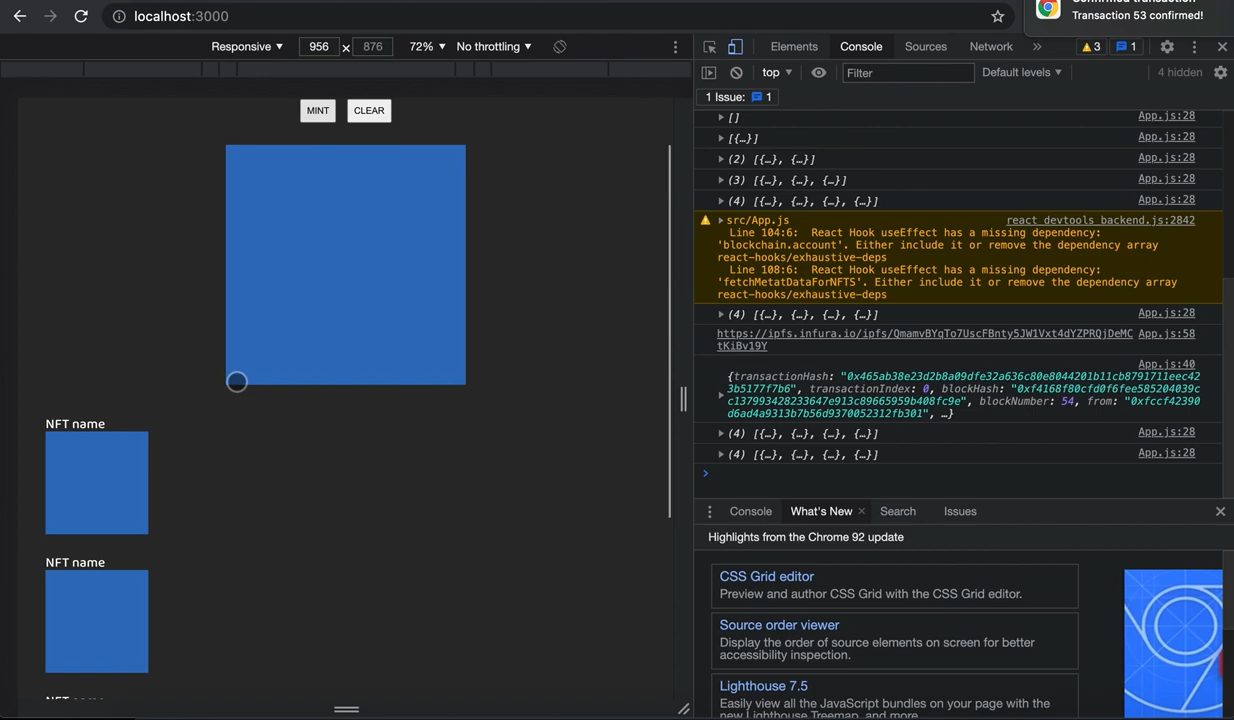 localhost:3000
Transaction 53 confirmed!
Responsive
956
876
72%
No throttling
MINT
CLEAR
NFT name
NFT name
Elements
Console
Sources
Network
3
1
top
Filter
Default levels
4 hidden
1 Issue:
1
[] App.js:28
[{…}] App.js:28
(2) [{…}, {…}] App.js:28
(3) [{…}, {…}, {…}] App.js:28
(4) [{…}, {…}, {…}, {…}] App.js:28
src/App.js react_devtools_backend.js:2842
Line 104:6: React Hook useEffect has a missing dependency:
'blockchain.account'. Either include it or remove the dependency array
react-hooks/exhaustive-deps
Line 108:6: React Hook useEffect has a missing dependency:
'fetchMetatDataForNFTS'. Either include it or remove the dependency array
react-hooks/exhaustive-deps
(4) [{…}, {…}, {…}, {…}] App.js:28
https://ipfs.infura.io/ipfs/QmamvBYqTo7UscFBnty5JW1Vxt4dYZPRQjDeMC App.js:58
tKiBv19Y
App.js:40
{transactionHash: "0x465ab38e23d2b8a09dfe32a636c80e8044201b11cb8791711eec42
3b5177f7b6", transactionIndex: 0, blockHash: "0xf4168f80cfd0f6fee585204039c
cc137993428233647e913c89665959b408fc9e", blockNumber: 54, from: "0xfccf42390
d6ad4a9313b7b56d9370052312fb301", …}
(4) [{…}, {…}, {…}, {…}] App.js:28
(4) [{…}, {…}, {…}, {…}] App.js:28
Console
What's New
Search
Issues
Highlights from the Chrome 92 update
CSS Grid editor
Preview and author CSS Grid with the CSS Grid editor.
Source order viewer
Display the order of source elements on screen for better
accessibility inspection.
Lighthouse 7.5
Easily view all the JavaScript bundles on your page with the
new Lighthouse Treemap, and more.